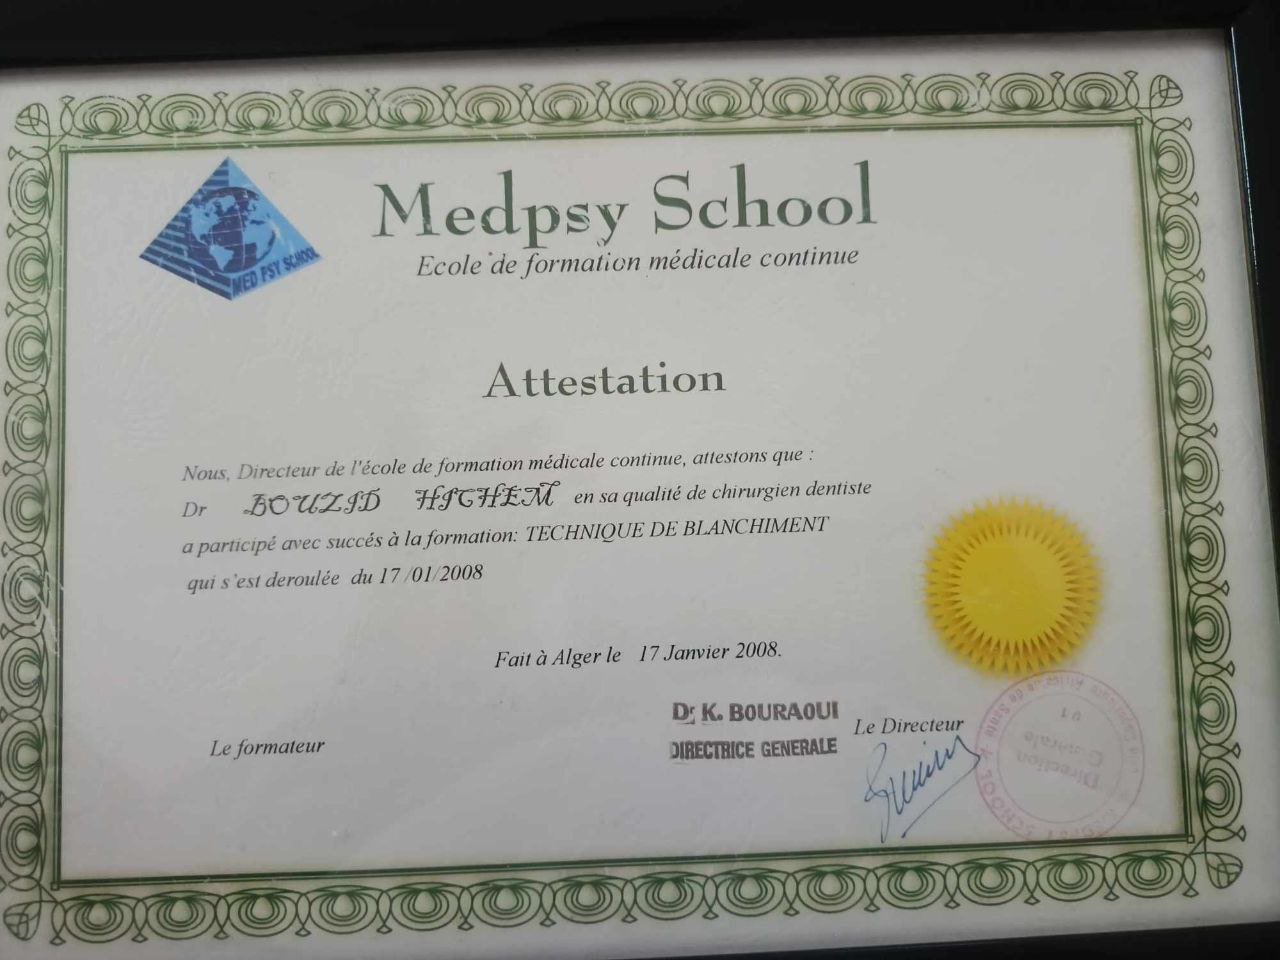 MED PSY SCHOOL
Medpsy School
Ecole de formation médicale continue
Attestation
Nous, Directeur de l'école de formation médicale continue, attestons que :
Dr BOUZID HICHEM en sa qualité de chirurgien dentiste
a participé avec succés à la formation: TECHNIQUE DE BLANCHIMENT
qui s'est deroulée du 17/01/2008
Fait à Alger le 17 Janvier 2008.
Dr K. BOURAOUI
DIRECTRICE GENERALE
Le Directeur
Le formateur
Direction
Générale
01